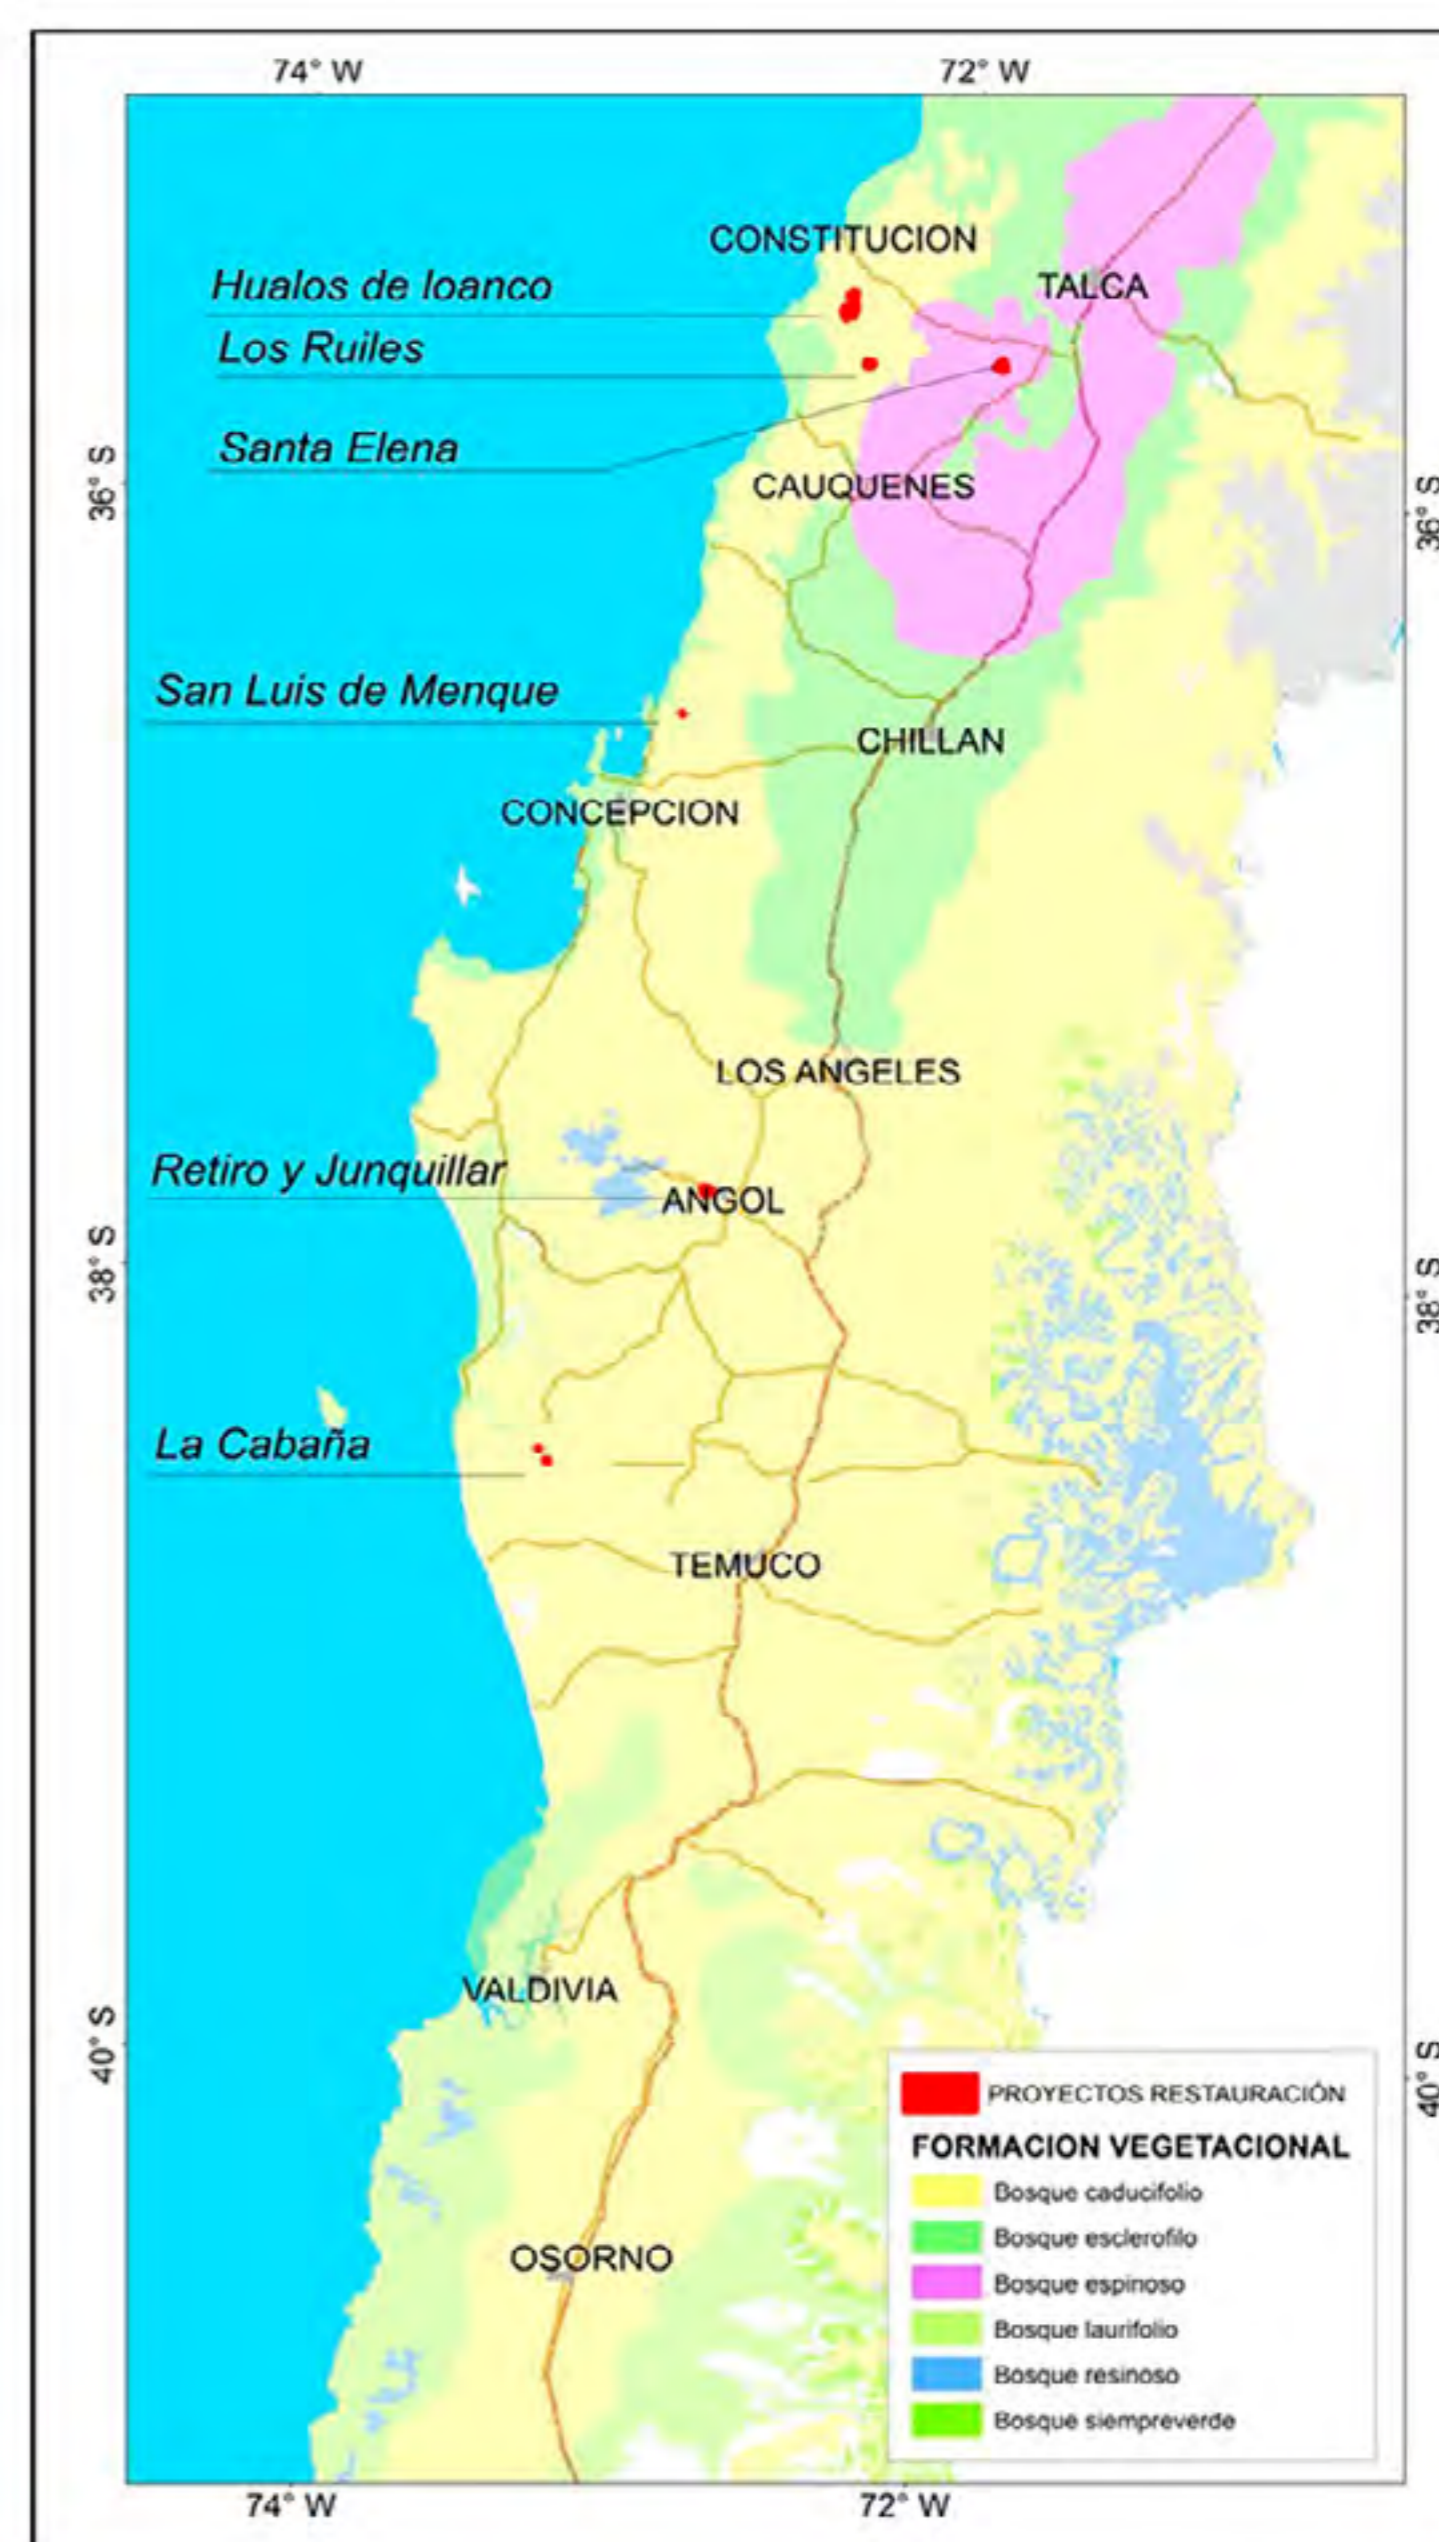 74° W
72° W
CONSTITUCION
Hualos de loanco
TALCA
Los Ruiles
Santa Elena
36° S
36° S
CAUQUENES
San Luis de Menque
CHILLAN
CONCEPCION
LOS ANGELES
Retiro y Junquillar
ANGOL
38° S
38° S
La Cabaña
TEMUCO
VALDIVIA
40° S
40° S
PROYECTOS RESTAURACIÓN
FORMACION VEGETACIONAL
Bosque caducifolio
Bosque esclerofilo
OSORNO
Bosque espinoso
Bosque laurifolio
Bosque resinoso
Bosque siempreverde
74° W
72° W